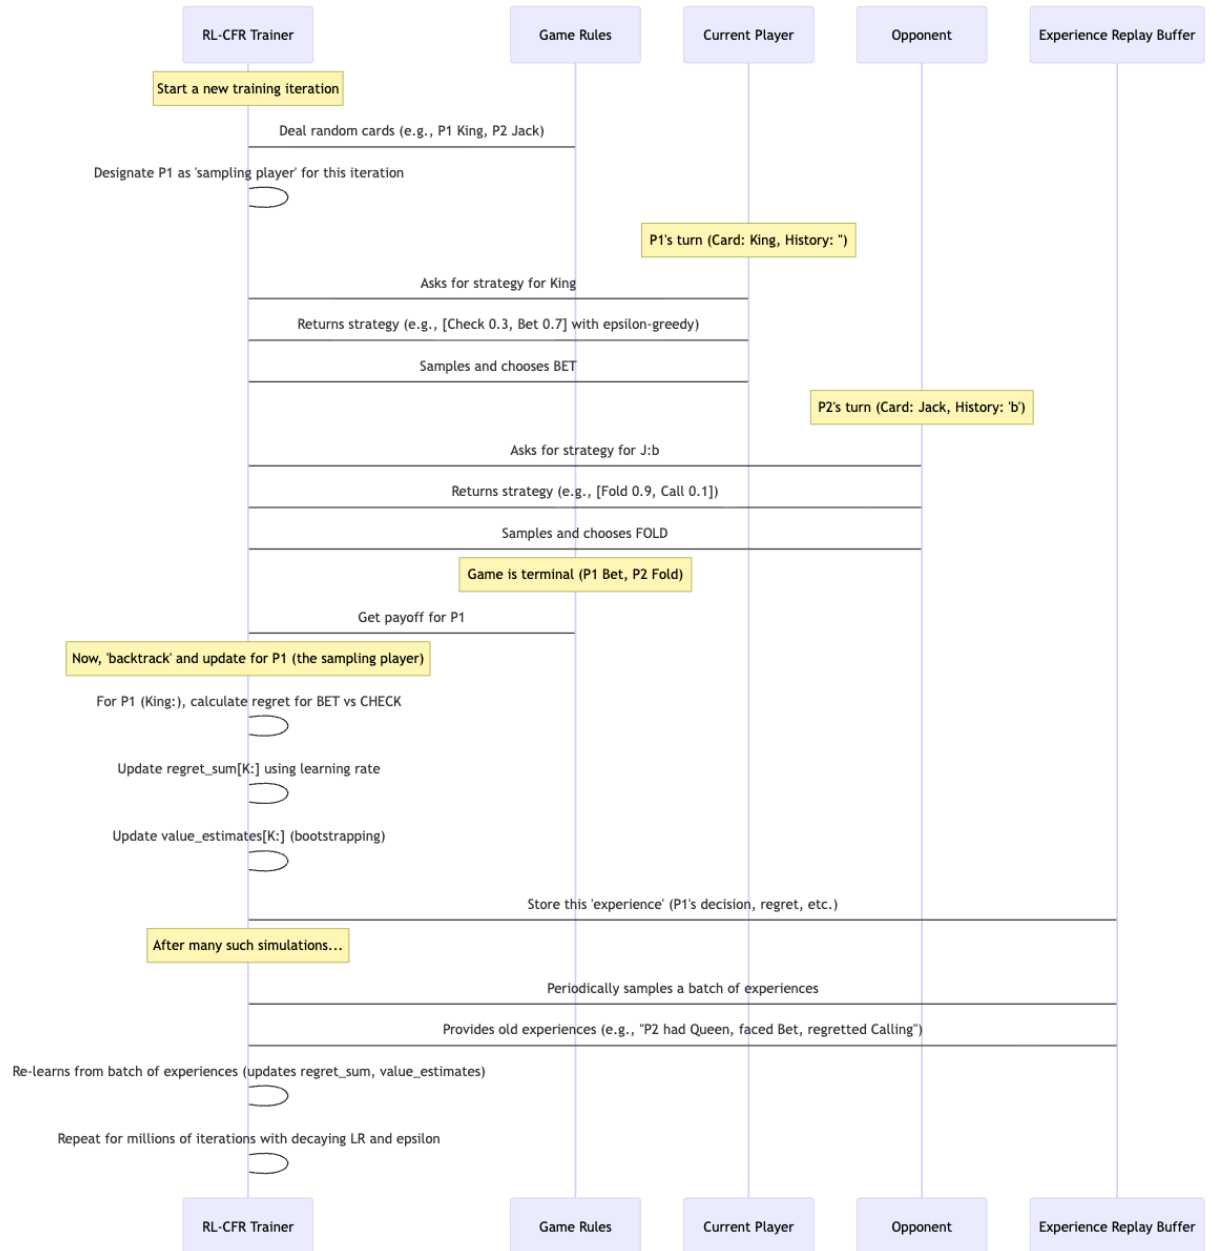 RL-CFR Trainer
Game Rules
Current Player
Opponent
Experience Replay Buffer
Start a new training iteration
Deal random cards (e.g., P1 King, P2 Jack)
Designate P1 as 'sampling player' for this iteration
P1's turn (Card: King, History: '')
Asks for strategy for King
Returns strategy (e.g., [Check 0.3, Bet 0.7] with epsilon-greedy)
Samples and chooses BET
P2's turn (Card: Jack, History: 'b')
Asks for strategy for J:b
Returns strategy (e.g., [Fold 0.9, Call 0.1])
Samples and chooses FOLD
Game is terminal (P1 Bet, P2 Fold)
Get payoff for P1
Now, 'backtrack' and update for P1 (the sampling player)
For P1 (King:), calculate regret for BET vs CHECK
Update regret_sum[K:] using learning rate
Update value_estimates[K:] (bootstrapping)
Store this 'experience' (P1's decision, regret, etc.)
After many such simulations...
Periodically samples a batch of experiences
Provides old experiences (e.g., "P2 had Queen, faced Bet, regretted Calling")
Re-learns from batch of experiences (updates regret_sum, value_estimates)
Repeat for millions of iterations with decaying LR and epsilon
RL-CFR Trainer
Game Rules
Current Player
Opponent
Experience Replay Buffer